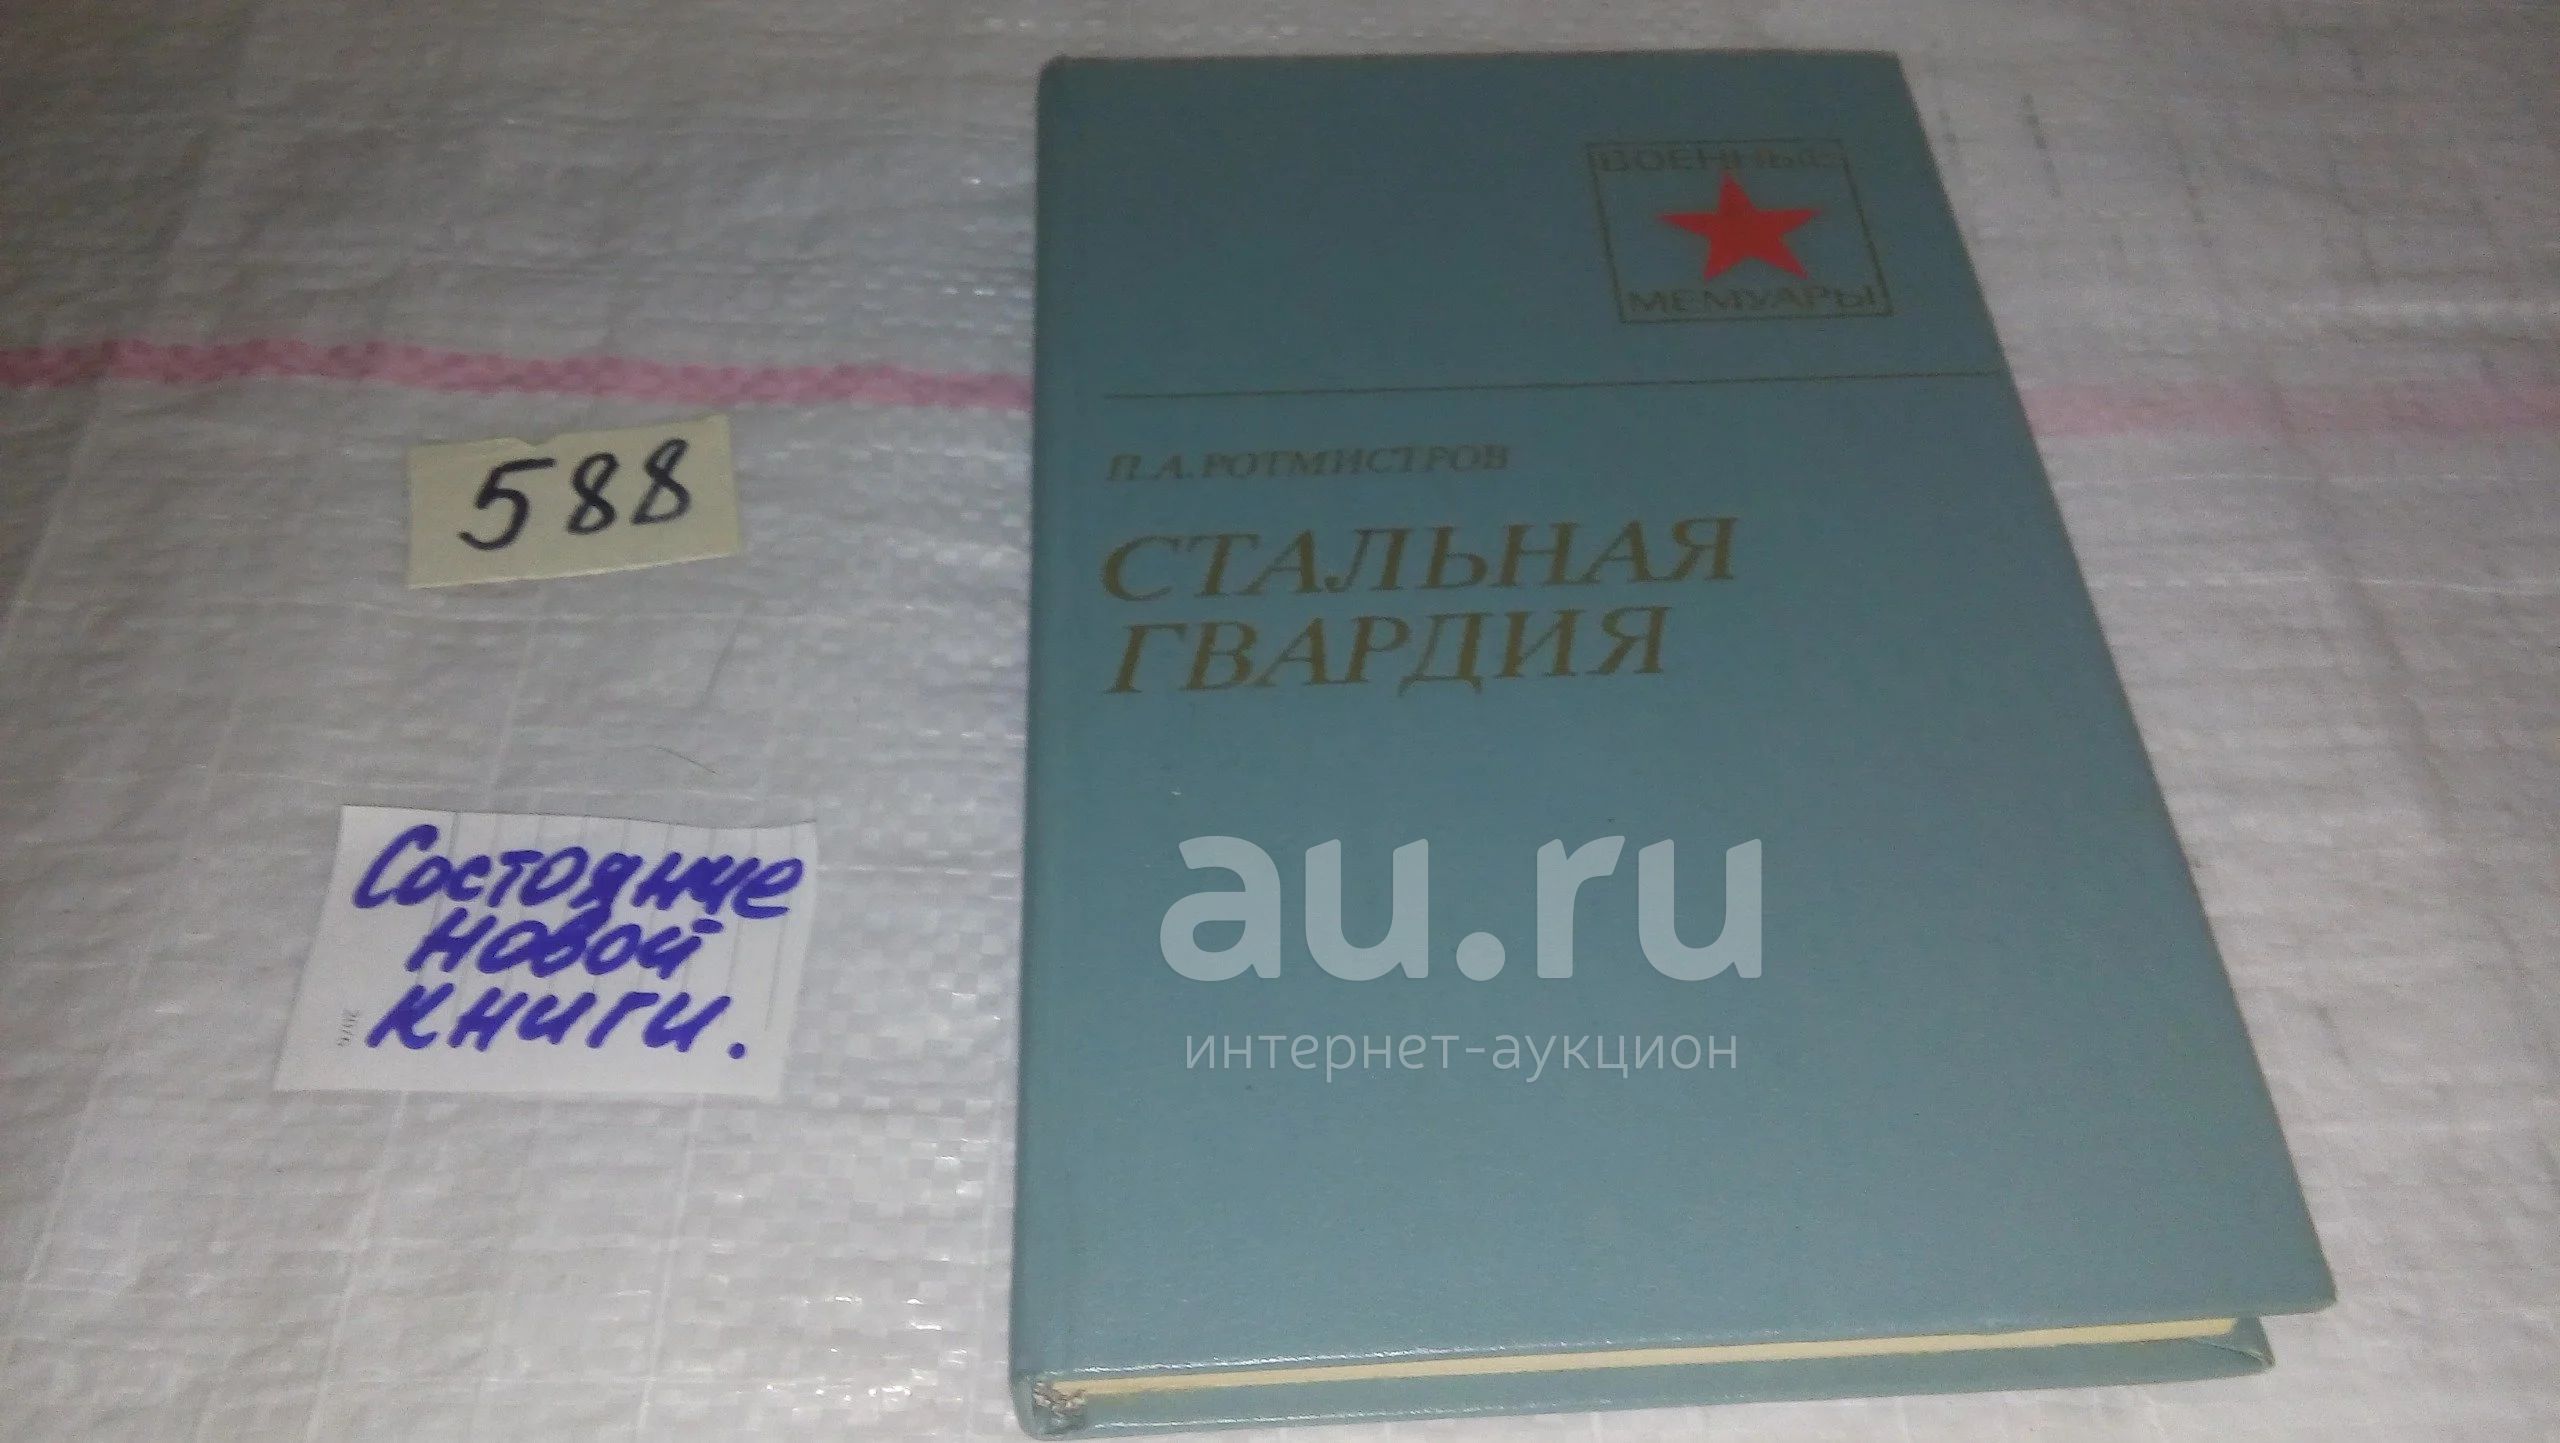 ВОЕННЫЕ
МЕМУАРЫ
П.А.РОТМИСТРОВ
СТАЛЬНАЯ
ГВАРДИЯ
588
Состояние
новой
книги.
au.ru
интернет-аукцион